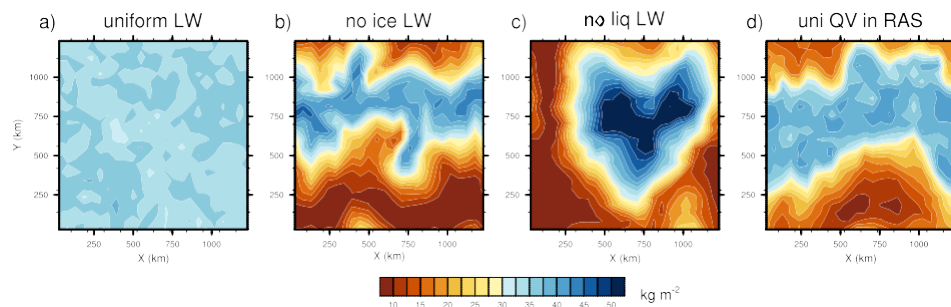 a) uniform LW b) no ice LW c) no liq LW d) uni QV in RAS
1000 1000 1000 1000
750 750 750 750
Y (km)
500 500 500 500
250 250 250 250
250 500 750 1000 250 500 750 1000 250 500 750 1000 250 500 750 1000
X (km) X (km) X (km) X (km)
10 15 20 25 30 35 40 45 50 kg m-2